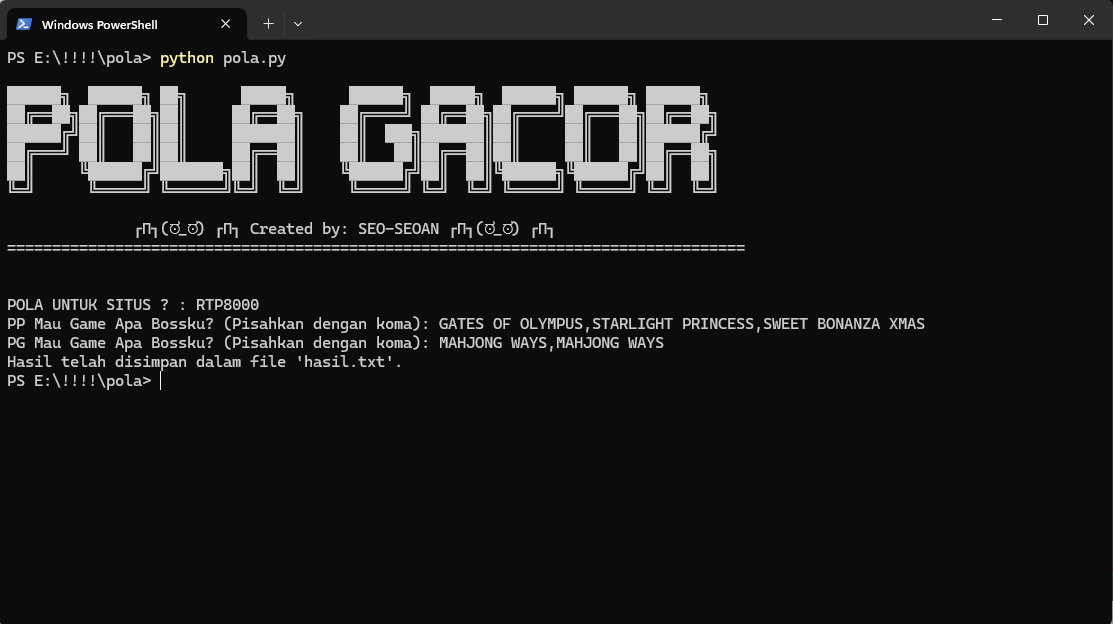 Windows PowerShell
PS E:\!!!!\pola> python pola.py
POLA GACOR
┌∩┐(ಠ_ಠ) ┌∩┐ Created by: SEO-SEOAN ┌∩┐(ಠ_ಠ) ┌∩┐
==================================================================================
POLA UNTUK SITUS ? : RTP8000
PP Mau Game Apa Bossku? (Pisahkan dengan koma): GATES OF OLYMPUS,STARLIGHT PRINCESS,SWEET BONANZA XMAS
PG Mau Game Apa Bossku? (Pisahkan dengan koma): MAHJONG WAYS,MAHJONG WAYS
Hasil telah disimpan dalam file 'hasil.txt'.
PS E:\!!!!\pola>